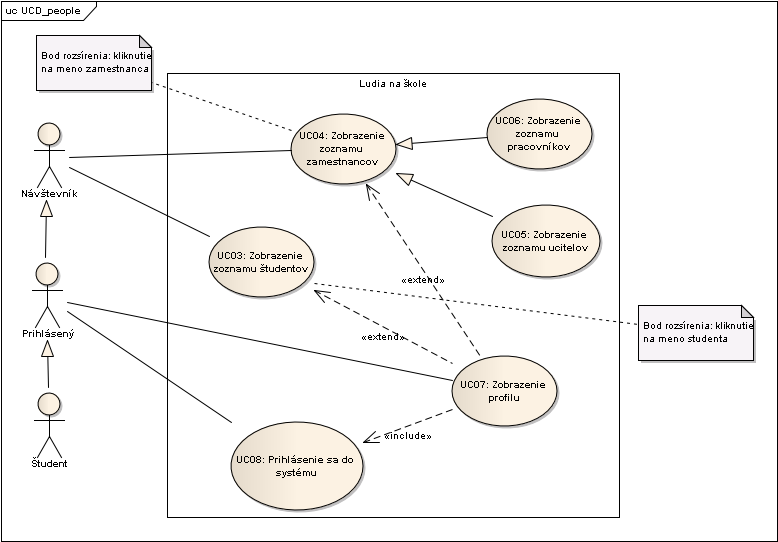 uc UCD_people
Bod rozsírenia: kliknutie
na meno zamestnanca
Ludia na škole
UC04: Zobrazenie
zoznamu
zamestnancov
UC06: Zobrazenie
zoznamu
pracovníkov
Návštevník
UC05: Zobrazenie
zoznamu ucitelov
UC03: Zobrazenie
zoznamu študentov
«extend»
Bod rozsírenia: kliknutie
na meno studenta
Prihlásený
«extend»
UC07: Zobrazenie
profilu
«include»
UC08: Prihlásenie sa do
systému
Študent